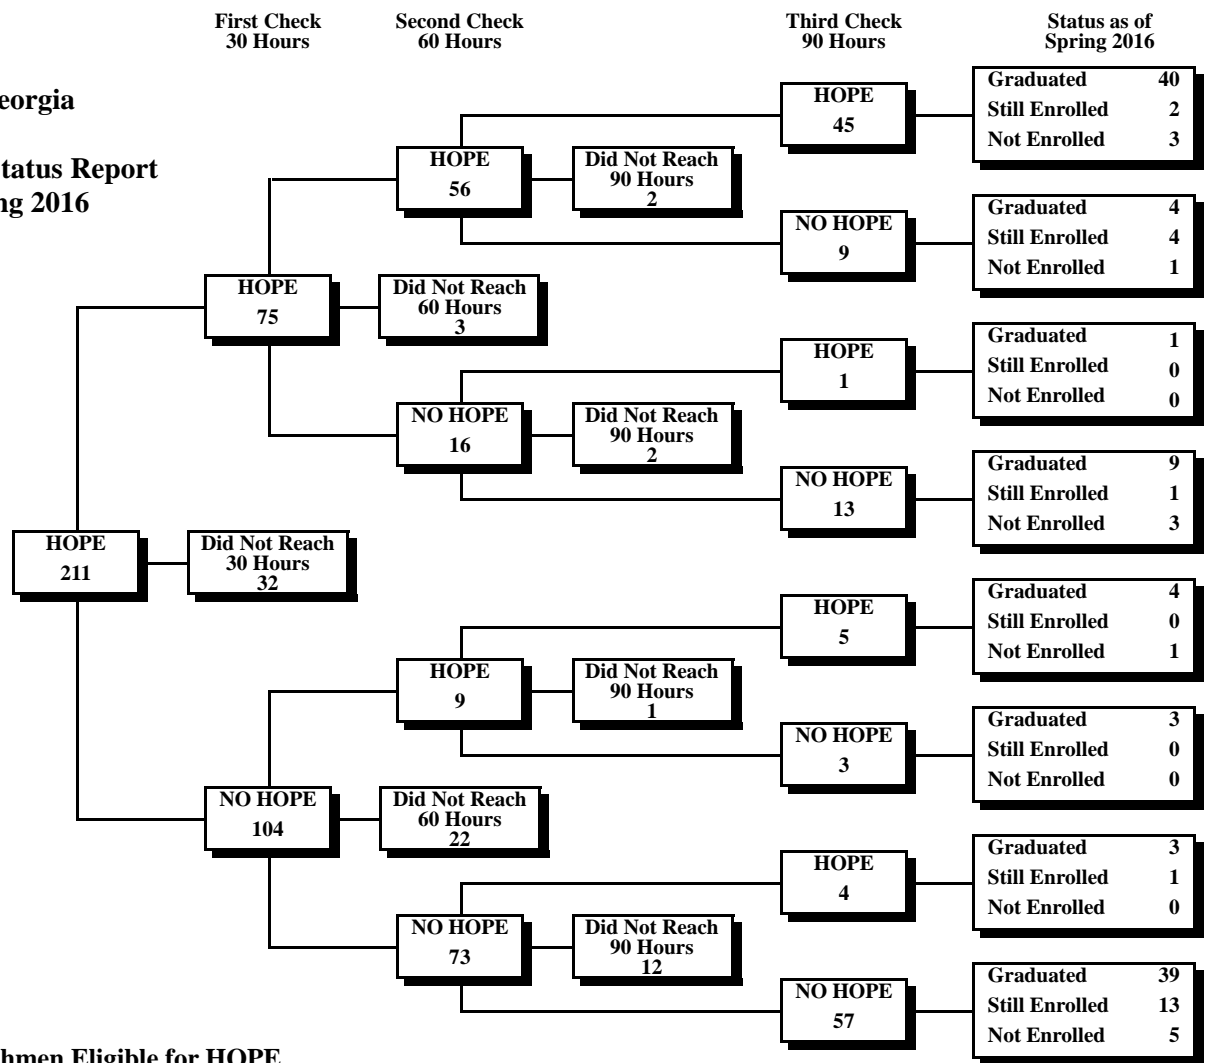 First Check
30 Hours
Second Check
60 Hours
Third Check
90 Hours
Status as of
Spring 2016
eorgia
tatus Report
ng 2016
HOPE
211
Did Not Reach
30 Hours
32
HOPE
75
Did Not Reach
60 Hours
3
NO HOPE
104
Did Not Reach
60 Hours
22
HOPE
56
Did Not Reach
90 Hours
2
NO HOPE
16
Did Not Reach
90 Hours
2
HOPE
9
Did Not Reach
90 Hours
1
NO HOPE
73
Did Not Reach
90 Hours
12
HOPE
45
Graduated 40
Still Enrolled 2
Not Enrolled 3
NO HOPE
9
Graduated 4
Still Enrolled 4
Not Enrolled 1
HOPE
1
Graduated 1
Still Enrolled 0
Not Enrolled 0
NO HOPE
13
Graduated 9
Still Enrolled 1
Not Enrolled 3
HOPE
5
Graduated 4
Still Enrolled 0
Not Enrolled 1
NO HOPE
3
Graduated 3
Still Enrolled 0
Not Enrolled 0
HOPE
4
Graduated 3
Still Enrolled 1
Not Enrolled 0
NO HOPE
57
Graduated 39
Still Enrolled 13
Not Enrolled 5
hmen Eligible for HOPE